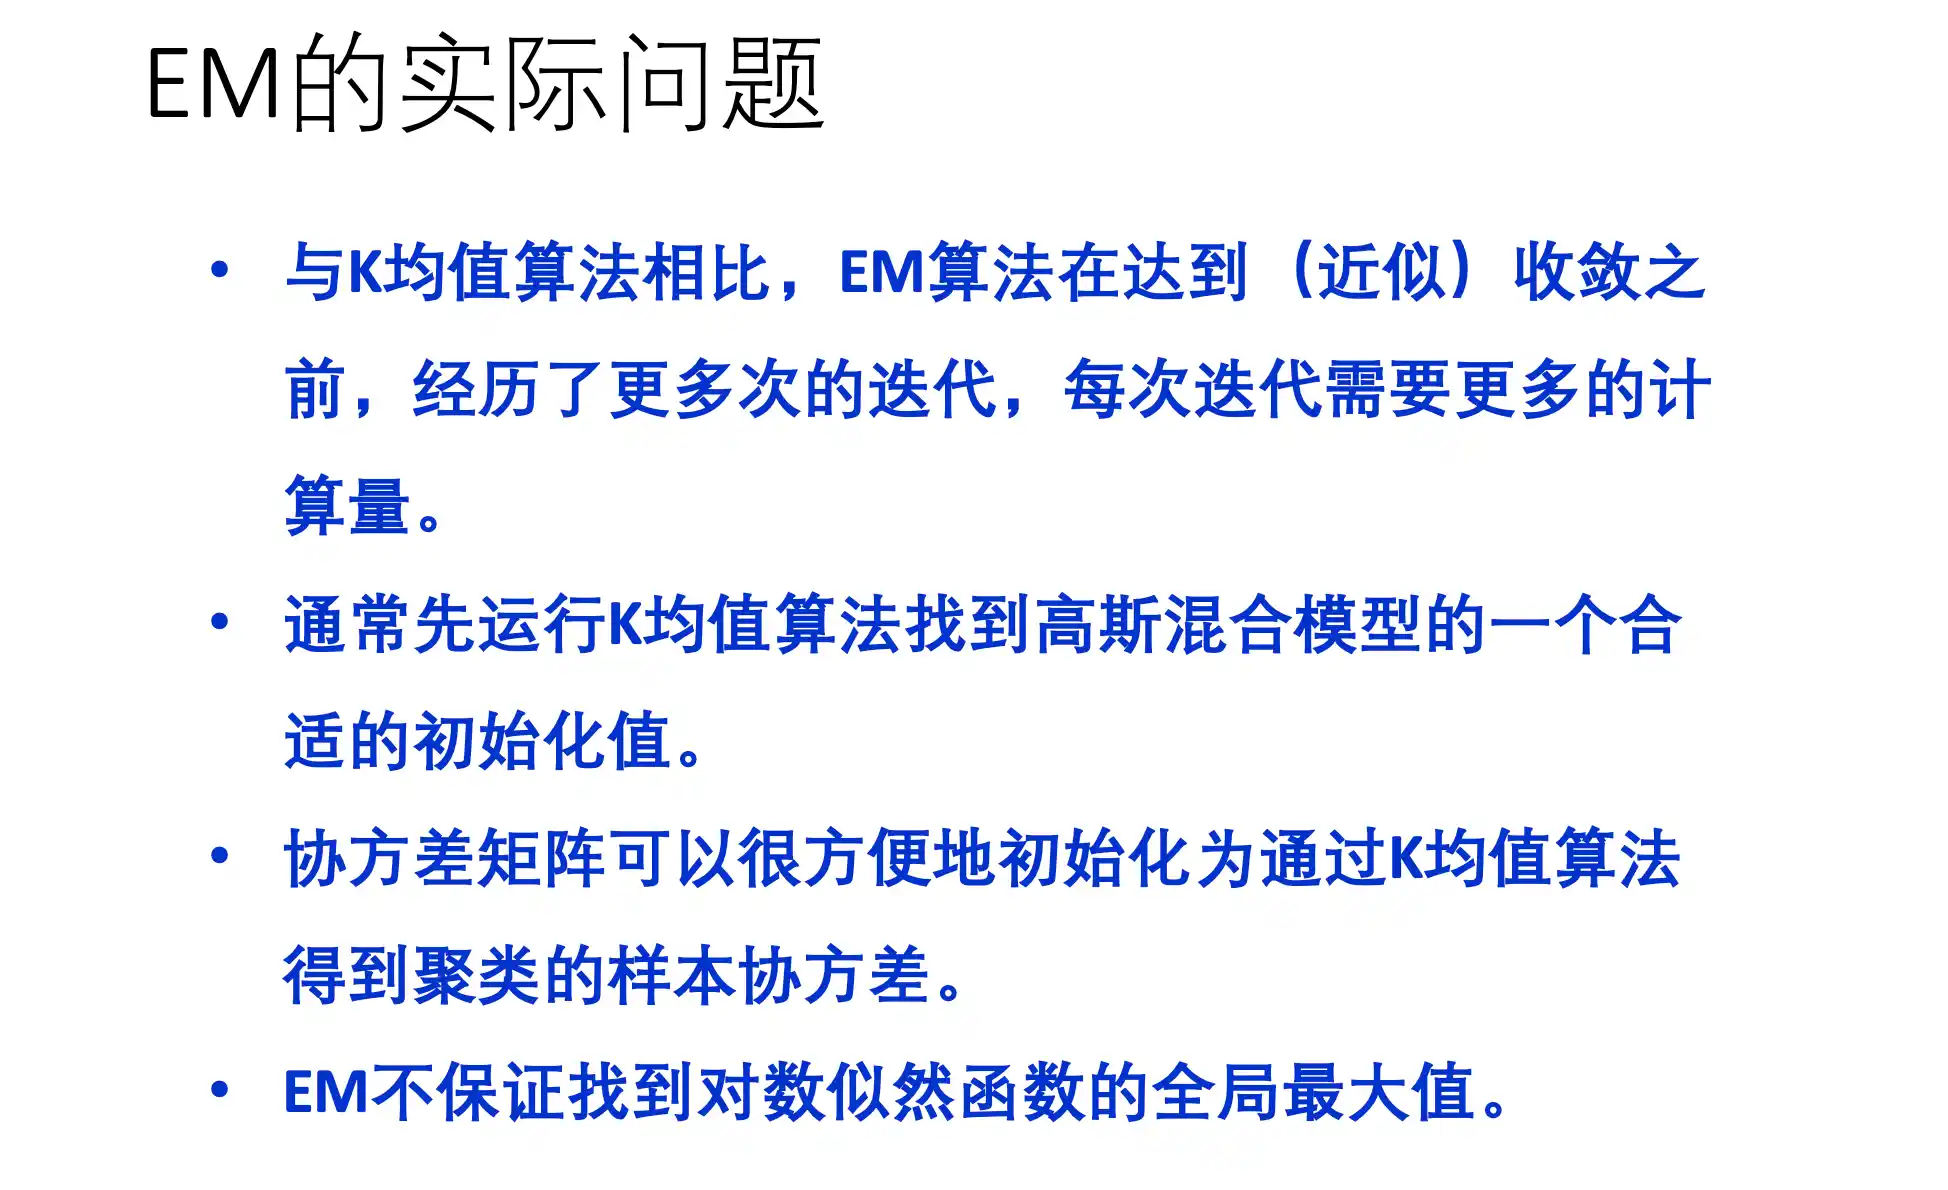 EM的实际问题
• 与K均值算法相比，EM算法在达到（近似）收敛之
前，经历了更多次的迭代，每次迭代需要更多的计
算量。
• 通常先运行K均值算法找到高斯混合模型的一个合
适的初始化值。
• 协方差矩阵可以很方便地初始化为通过K均值算法
得到聚类的样本协方差。
• EM不保证找到对数似然函数的全局最大值。